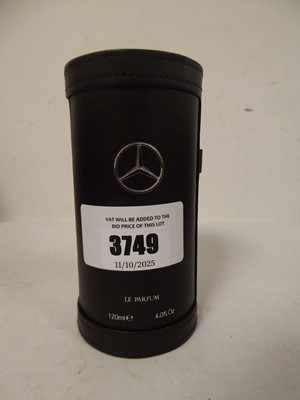 VAT WILL BE ADDED TO THE
BID PRICE OF THIS LOT
3749
11/10/2025
LE PARFUM
120ml ℮ 4.0fl.Oz